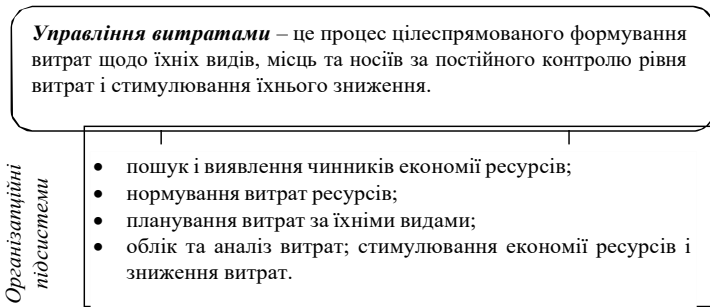 Управління витратами – це процес цілеспрямованого формування
витрат щодо їхніх видів, місць та носіїв за постійного контролю рівня
витрат і стимулювання їхнього зниження.
Організаційні
підсистеми
• пошук і виявлення чинників економії ресурсів;
• нормування витрат ресурсів;
• планування витрат за їхніми видами;
• облік та аналіз витрат; стимулювання економії ресурсів і
зниження витрат.